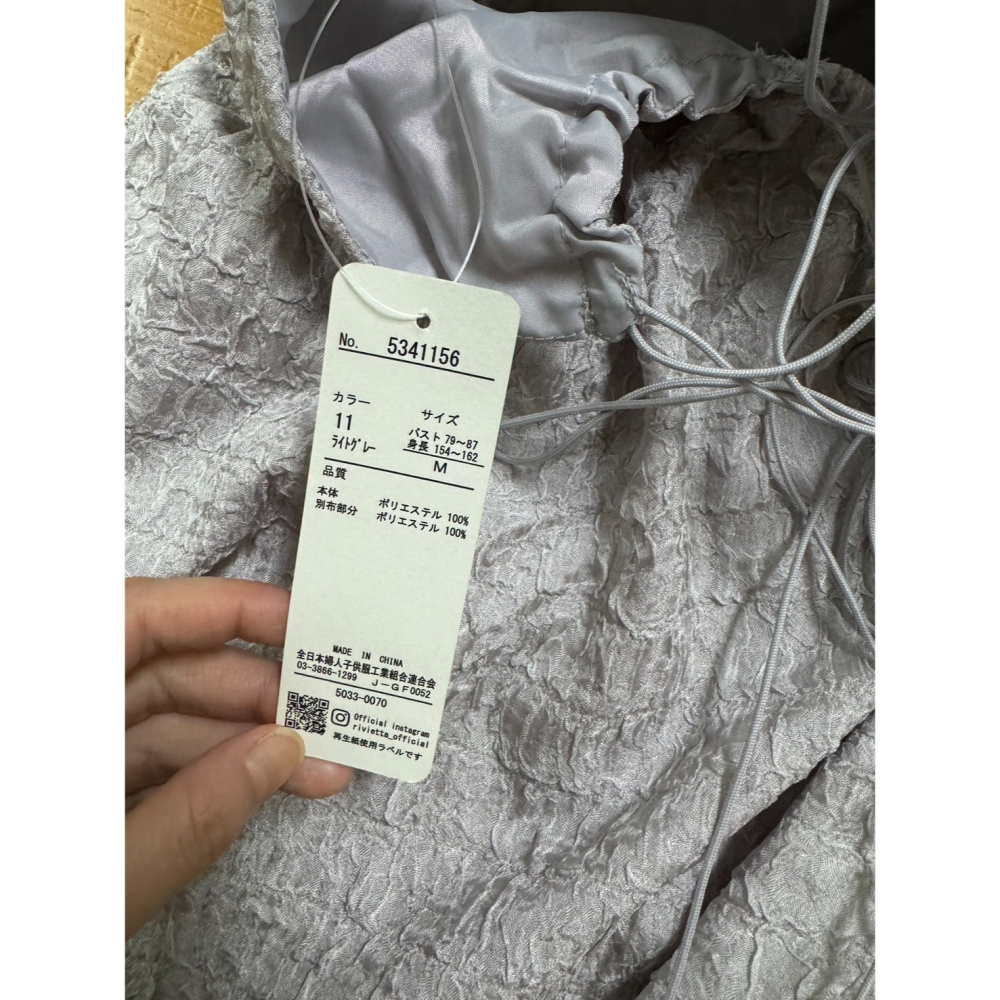 No. 5341156
カラー
11
ﾗｲﾄｸﾞﾚｰ
サイズ
バスト 79～87
身長 154～162
M
品質
本体 ポリエステル 100%
別布部分 ポリエステル 100%
MADE IN CHINA
全日本婦人子供服工業組合連合会
03-3866-1299 J－GF0052
5033-0070
Official instagram
rivietta_official
再生紙使用ラベルです